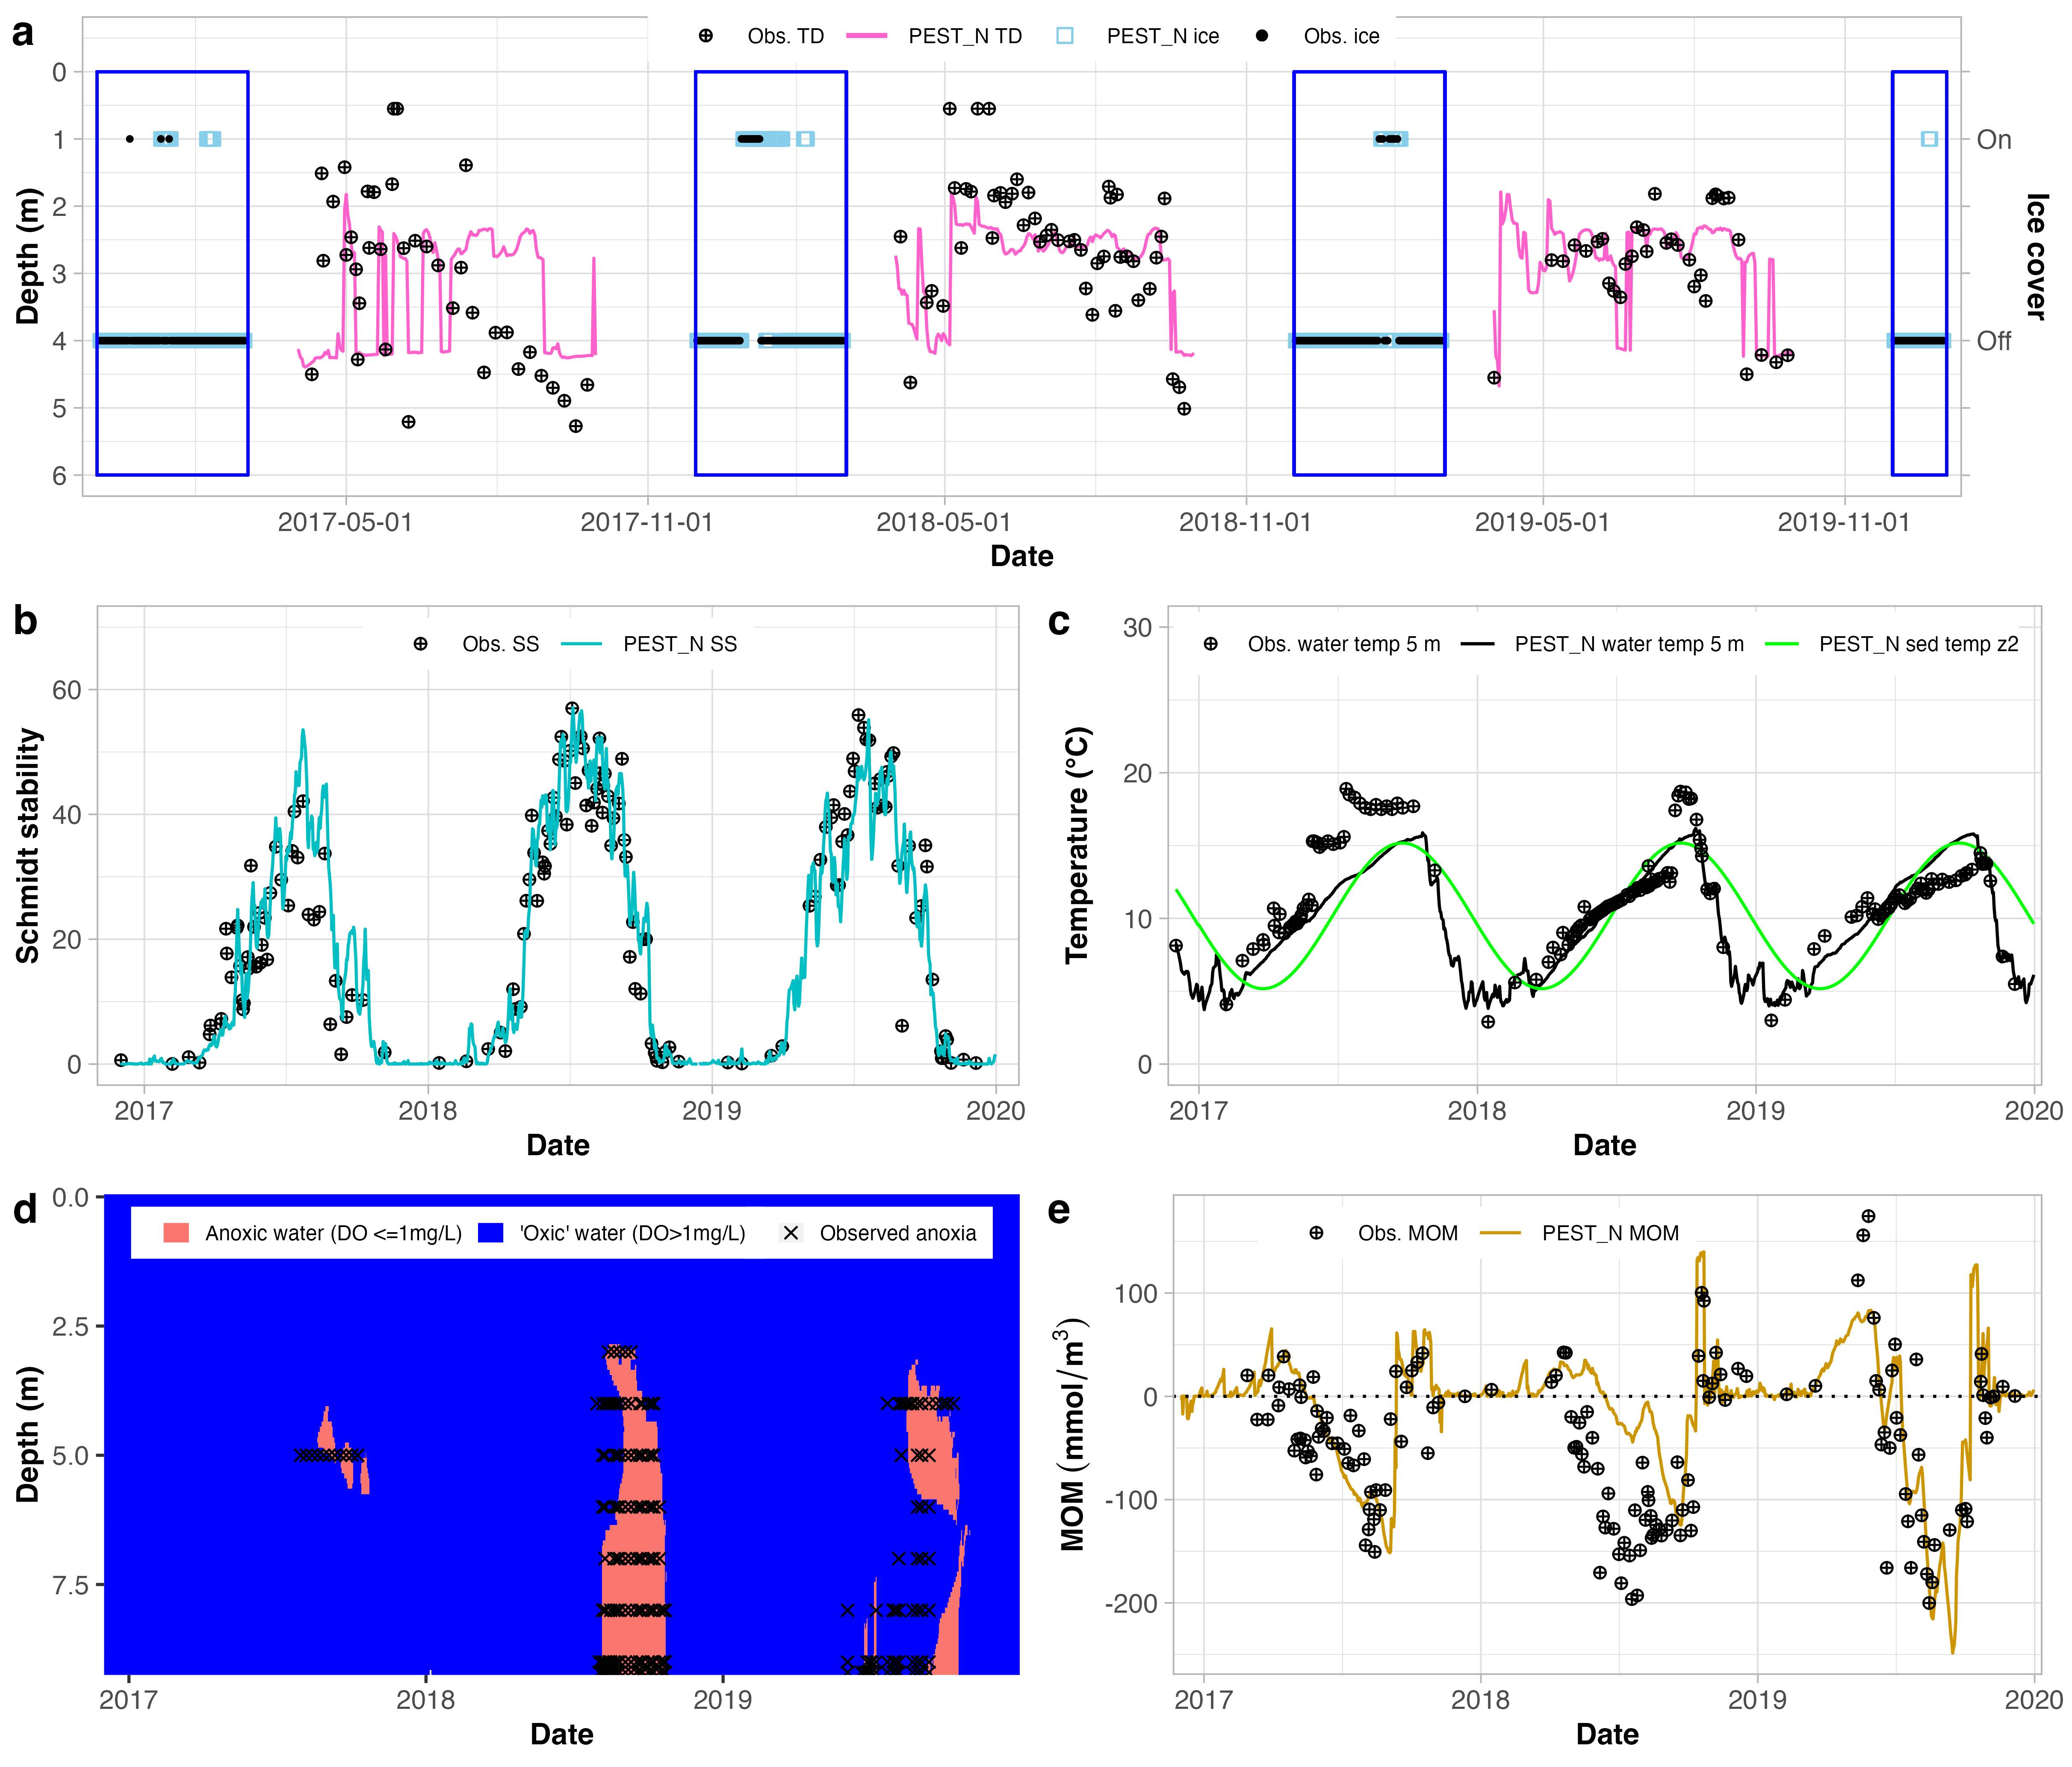 a
Obs. TD
PEST_N TD
PEST_N ice
Obs. ice
0
1
2
3
4
5
6
Depth (m)
On
Off
Ice cover
2017-05-01
2017-11-01
2018-05-01
2018-11-01
2019-05-01
2019-11-01
Date
b
Obs. SS
PEST_N SS
60
40
20
0
Schmidt stability
2017
2018
2019
2020
Date
c
Obs. water temp 5 m
PEST_N water temp 5 m
PEST_N sed temp z2
30
20
10
0
Temperature (°C)
2017
2018
2019
2020
Date
d
Anoxic water (DO <=1mg/L)
'Oxic' water (DO>1mg/L)
Observed anoxia
0.0
2.5
5.0
7.5
Depth (m)
2017
2018
2019
Date
e
Obs. MOM
PEST_N MOM
100
0
-100
-200
MOM (mmol/m³)
2017
2018
2019
2020
Date